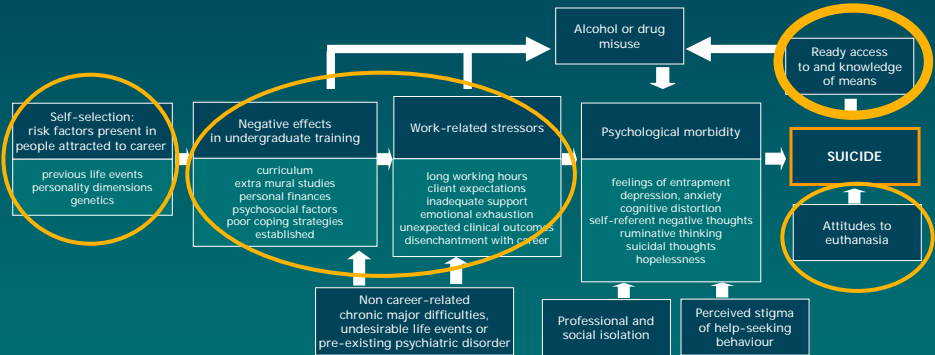 Alcohol or drug
misuse
Ready access
to and knowledge
of means
Self-selection:
risk factors present in
people attracted to career
previous life events
personality dimensions
genetics
Negative effects
in undergraduate training
curriculum
extra mural studies
personal finances
psychosocial factors
poor coping strategies
established
Work-related stressors
long working hours
client expectations
inadequate support
emotional exhaustion
unexpected clinical outcomes
disenchantment with career
Psychological morbidity
feelings of entrapment
depression, anxiety
cognitive distortion
self-referent negative thoughts
ruminative thinking
suicidal thoughts
hopelessness
SUICIDE
Attitudes to
euthanasia
Non career-related
chronic major difficulties,
undesirable life events or
pre-existing psychiatric disorder
Professional and
social isolation
Perceived stigma
of help-seeking
behaviour